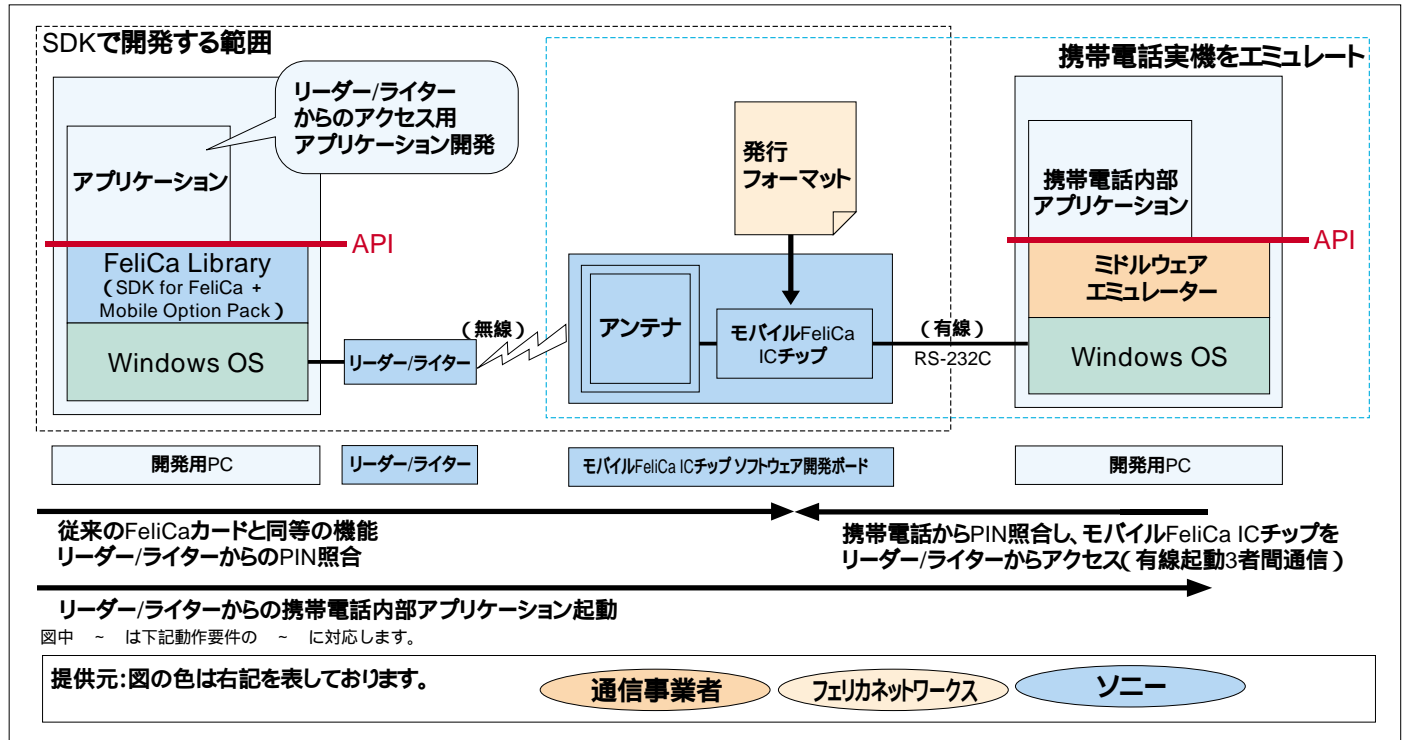 SDKで開発する範囲
携帯電話実機をエミュレート
リーダー/ライター
からのアクセス用
アプリケーション開発
アプリケーション
API
FeliCa Library
(SDK for FeliCa +
Mobile Option Pack)
Windows OS
リーダー/ライター
(無線)
発行
フォーマット
アンテナ
モバイルFeliCa
ICチップ
(有線)
RS-232C
携帯電話内部
アプリケーション
API
ミドルウェア
エミュレーター
Windows OS
開発用PC
リーダー/ライター
モバイルFeliCa ICチップ ソフトウェア開発ボード
開発用PC
従来のFeliCaカードと同等の機能
リーダー/ライターからのPIN照合
携帯電話からPIN照合し、モバイルFeliCa ICチップを
リーダー/ライターからアクセス(有線起動3者間通信)
リーダー/ライターからの携帯電話内部アプリケーション起動
図中 ~ は下記動作要件の ~ に対応します。
提供元:図の色は右記を表しております。
通信事業者
フェリカネットワークス
ソニー